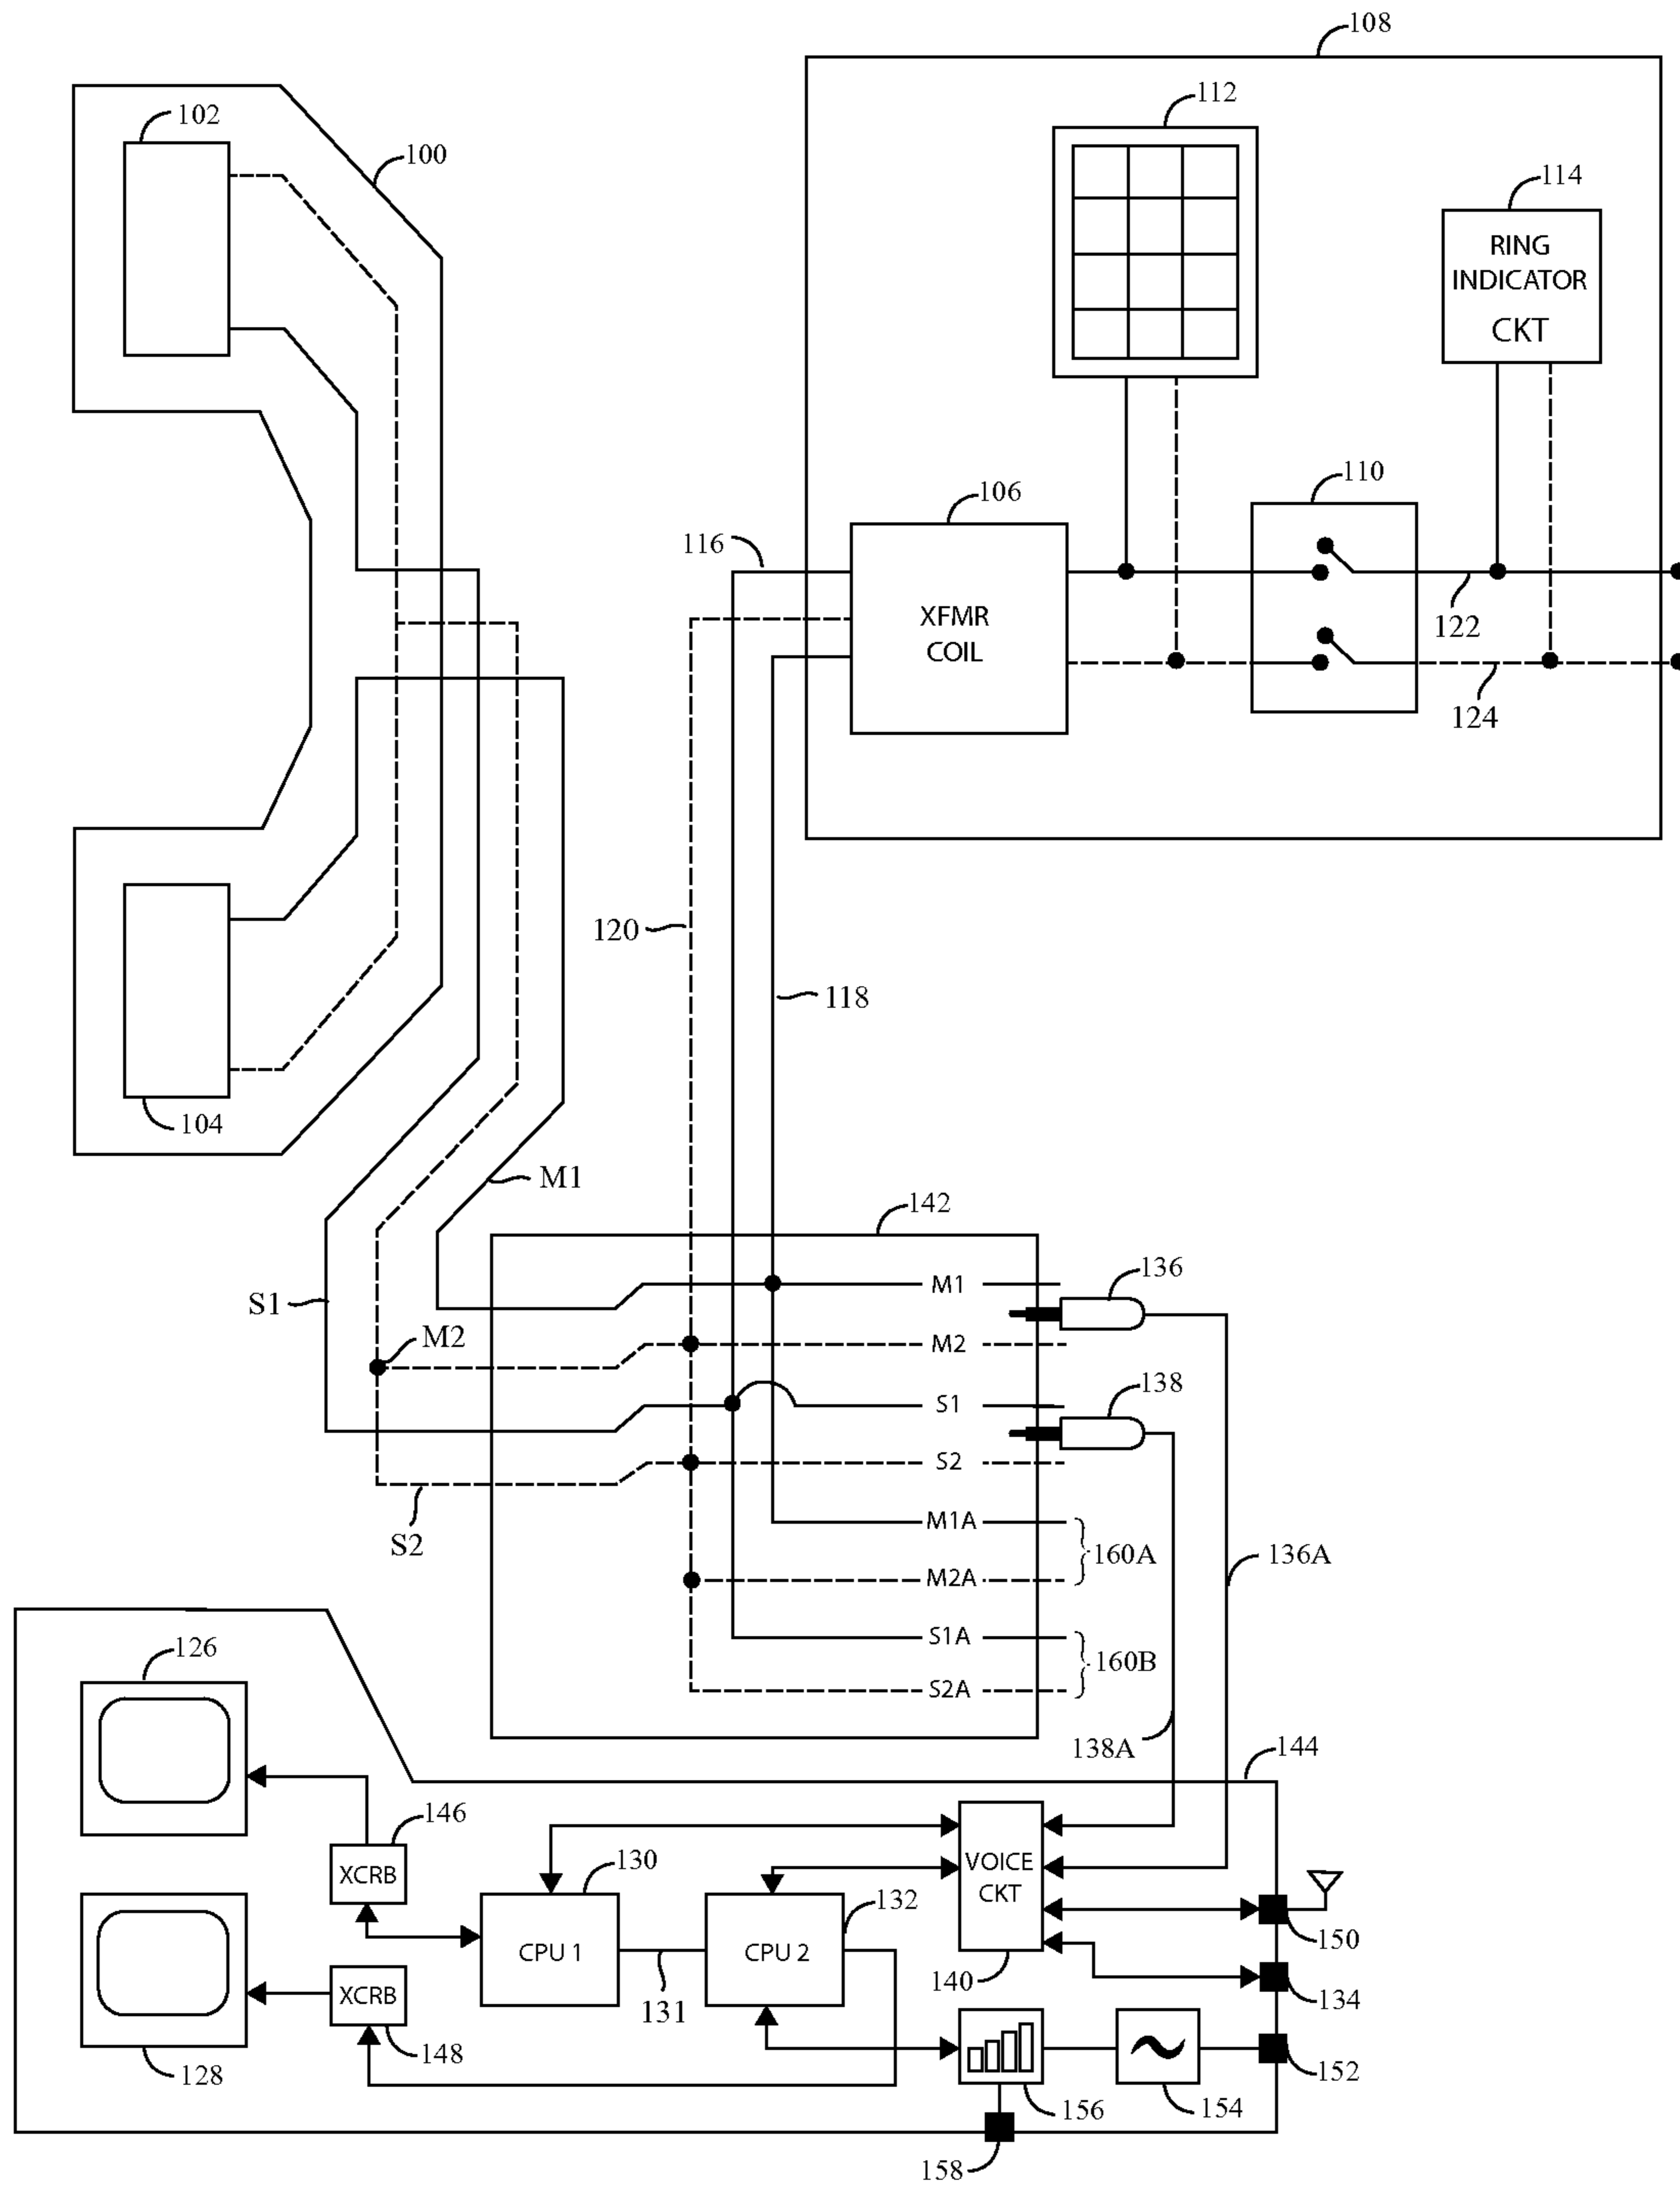 108
112
102
100
114
RING
INDICATOR
CKT
110
106
116
XFMR
COIL
122
124
120
118
104
M1
142
136
S1
M1
M2
M2
138
S1
S2
S2
M1A
160A
136A
M2A
126
S1A
160B
S2A
138A
144
146
130
XCRB
VOICE
CKT
132
CPU 1
CPU 2
150
140
XCRB
131
134
148
128
152
156
154
158